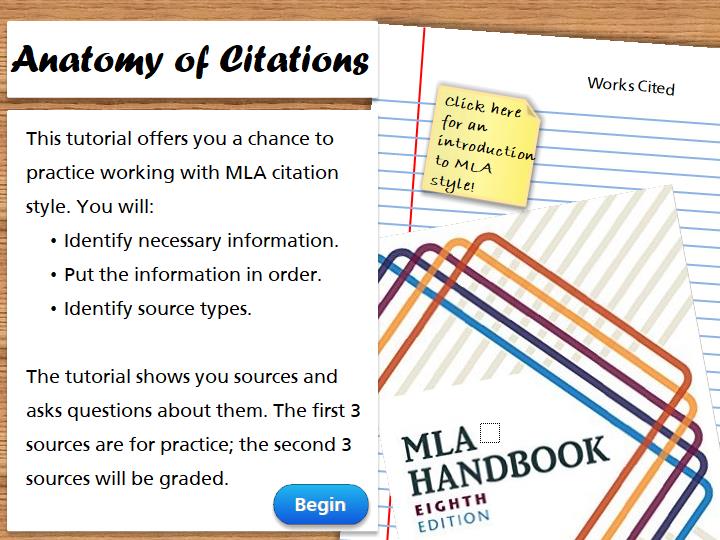 Anatomy of Citations
This tutorial offers you a chance to
practice working with MLA citation
style. You will:
• Identify necessary information.
• Put the information in order.
• Identify source types.
The tutorial shows you sources and
asks questions about them. The first 3
sources are for practice; the second 3
sources will be graded.
Begin
Works Cited
Click here
for an
introduction
to MLA
style!
MLA
HANDBOOK
EIGHTH
EDITION